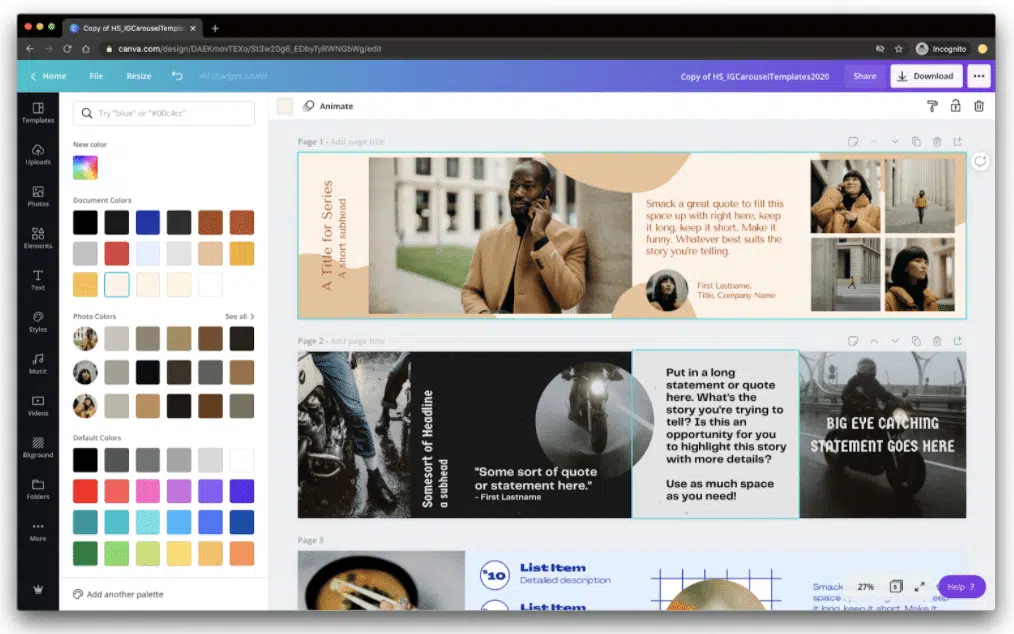 Copy of HS_IGCarouselTempla
canva.com/design/DAEKmovTEXo/St3w20g6_EDbyTyRWNGbWg/edit
Incognito
Home
File
Resize
All changes saved
Copy of HS_IGCarouselTemplates2020
Share
Download
Templates
Uploads
Photos
Elements
Text
Styles
Music
Videos
Bkground
Folders
More
Try "blue" or "#00c4cc"
New color
Document Colors
Photo Colors
See all
Default Colors
Add another palette
Animate
Page 1 - Add page title
A Title for Series
A short subhead
Smack a great quote to fill this
space up with right here, keep
it long, keep it short. Make it
funny. Whatever best suits the
story you're telling.
First Lastname,
Title, Company Name
Page 2 - Add page title
Somesort of Headline
a subhead
"Some sort of quote
or statement here."
- First Lastname
Put in a long
statement or quote
here. What's the
story you're trying to
tell? Is this an
opportunity for you
to highlight this story
with more details?
Use as much space
as you need!
BIG EYE CATCHING
STATEMENT GOES HERE
Page 3
$10
List Item
Detailed description
List Item
Smack
space
it long, keep it short. Make it
27%
5
Help ?